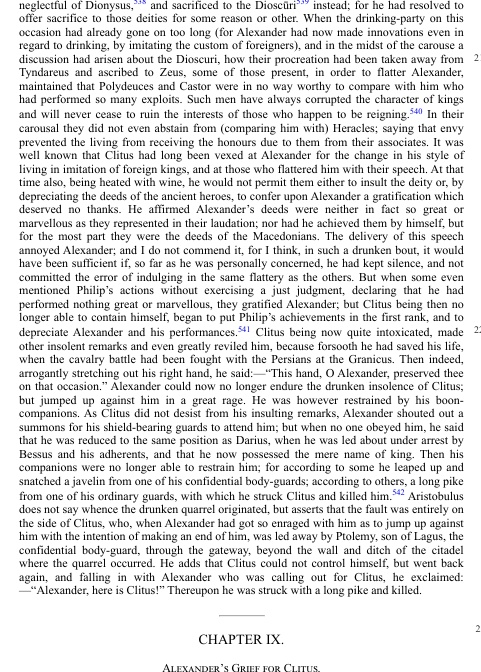 neglectful of Dionysus,538 and sacrificed to the Dioscūri539 instead; for he had resolved to
offer sacrifice to those deities for some reason or other. When the drinking-party on this
occasion had already gone on too long (for Alexander had now made innovations even in
regard to drinking, by imitating the custom of foreigners), and in the midst of the carouse a
discussion had arisen about the Dioscuri, how their procreation had been taken away from
2
Tyndareus and ascribed to Zeus, some of those present, in order to flatter Alexander,
maintained that Polydeuces and Castor were in no way worthy to compare with him who
had performed so many exploits. Such men have always corrupted the character of kings
and will never cease to ruin the interests of those who happen to be reigning.540 In their
carousal they did not even abstain from (comparing him with) Heracles; saying that envy
prevented the living from receiving the honours due to them from their associates. It was
well known that Clitus had long been vexed at Alexander for the change in his style of
living in imitation of foreign kings, and at those who flattered him with their speech. At that
time also, being heated with wine, he would not permit them either to insult the deity or, by
depreciating the deeds of the ancient heroes, to confer upon Alexander a gratification which
deserved no thanks. He affirmed Alexander’s deeds were neither in fact so great or
marvellous as they represented in their laudation; nor had he achieved them by himself, but
for the most part they were the deeds of the Macedonians. The delivery of this speech
annoyed Alexander; and I do not commend it, for I think, in such a drunken bout, it would
have been sufficient if, so far as he was personally concerned, he had kept silence, and not
committed the error of indulging in the same flattery as the others. But when some even
mentioned Philip’s actions without exercising a just judgment, declaring that he had
performed nothing great or marvellous, they gratified Alexander; but Clitus being then no
longer able to contain himself, began to put Philip’s achievements in the first rank, and to
depreciate Alexander and his performances.541 Clitus being now quite intoxicated, made
22
other insolent remarks and even greatly reviled him, because forsooth he had saved his life,
when the cavalry battle had been fought with the Persians at the Granicus. Then indeed,
arrogantly stretching out his right hand, he said:—“This hand, O Alexander, preserved thee
on that occasion.” Alexander could now no longer endure the drunken insolence of Clitus;
but jumped up against him in a great rage. He was however restrained by his boon-
companions. As Clitus did not desist from his insulting remarks, Alexander shouted out a
summons for his shield-bearing guards to attend him; but when no one obeyed him, he said
that he was reduced to the same position as Darius, when he was led about under arrest by
Bessus and his adherents, and that he now possessed the mere name of king. Then his
companions were no longer able to restrain him; for according to some he leaped up and
snatched a javelin from one of his confidential body-guards; according to others, a long pike
from one of his ordinary guards, with which he struck Clitus and killed him.542 Aristobulus
does not say whence the drunken quarrel originated, but asserts that the fault was entirely on
the side of Clitus, who, when Alexander had got so enraged with him as to jump up against
him with the intention of making an end of him, was led away by Ptolemy, son of Lagus, the
confidential body-guard, through the gateway, beyond the wall and ditch of the citadel
where the quarrel occurred. He adds that Clitus could not control himself, but went back
again, and falling in with Alexander who was calling out for Clitus, he exclaimed:
—“Alexander, here is Clitus!” Thereupon he was struck with a long pike and killed.
2
CHAPTER IX.
ALEXANDER’S GRIEF FOR CLITUS.